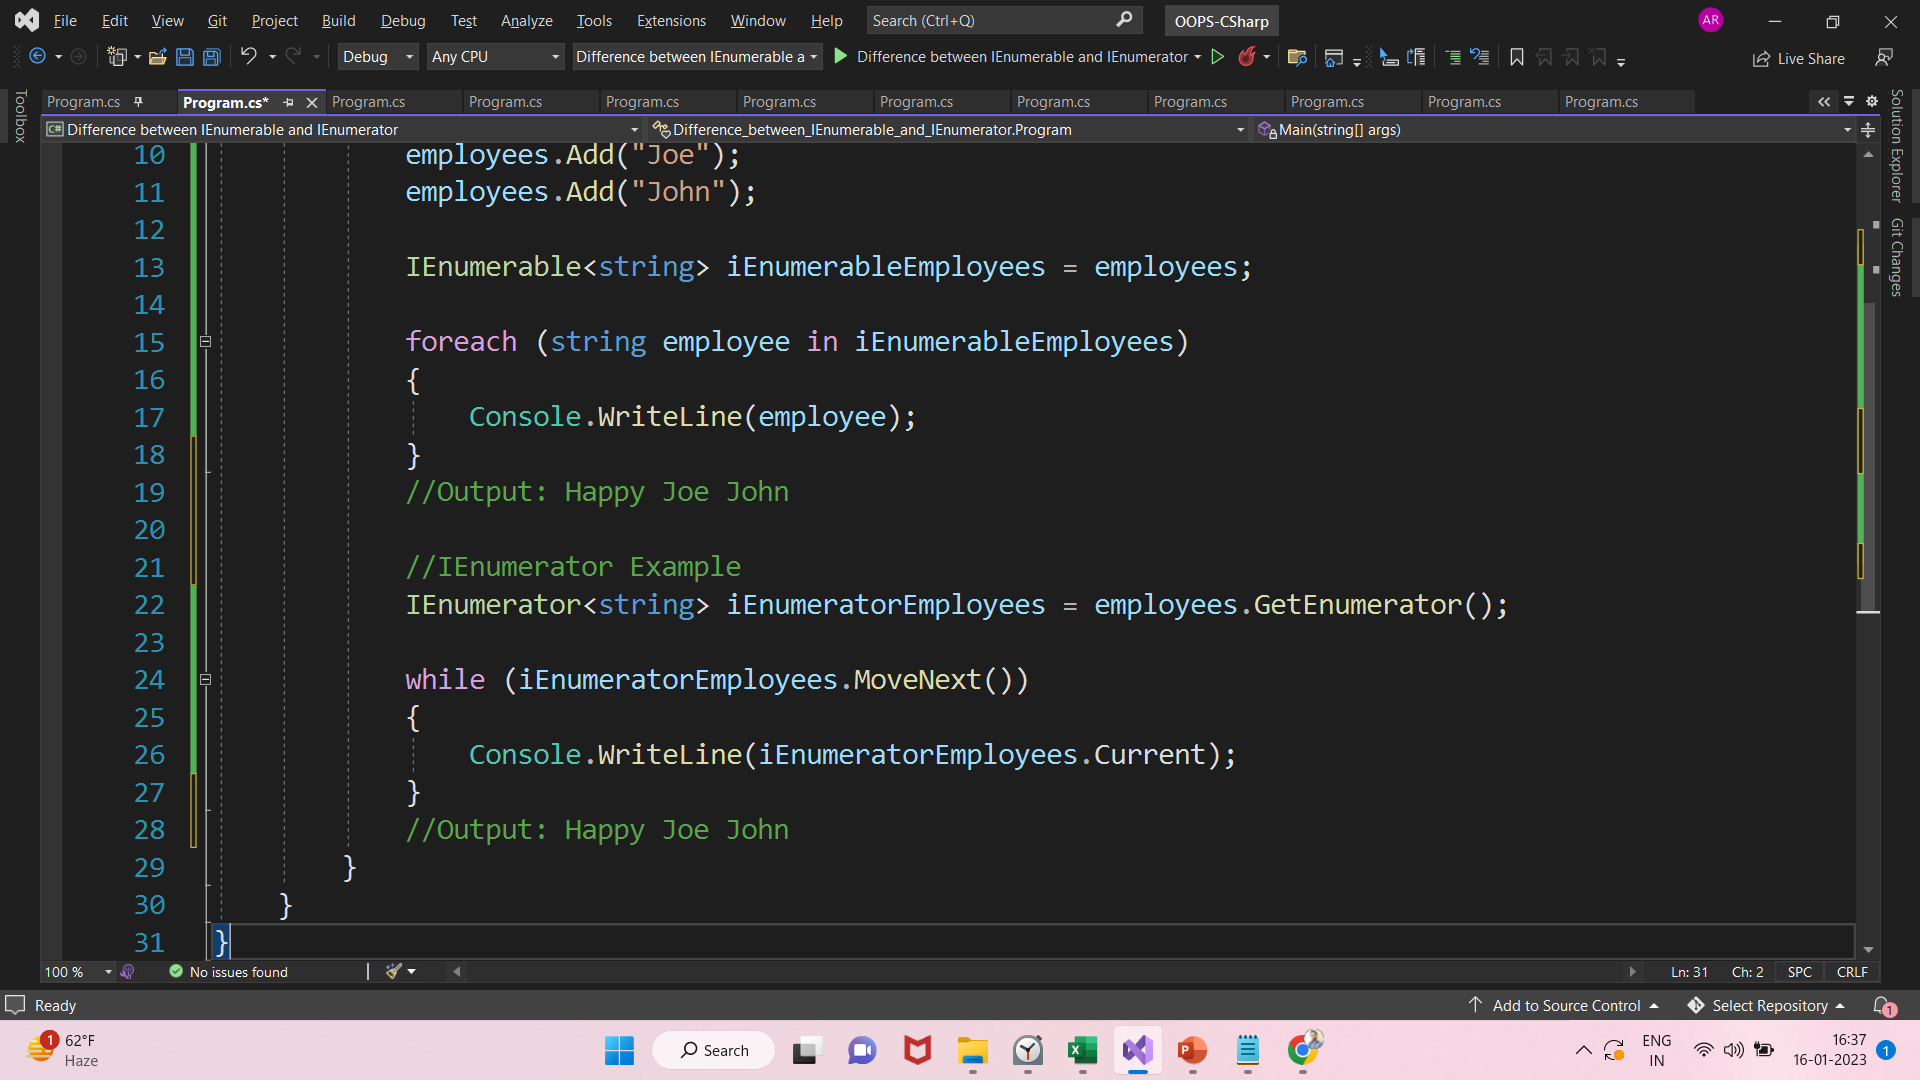 File Edit View Git Project Build Debug Test Analyze Tools Extensions Window Help Search (Ctrl+Q) OOPS-CSharp AR
Debug Any CPU Difference between IEnumerable a Difference between IEnumerable and IEnumerator Live Share
Toolbox
Program.cs Program.cs* Program.cs Program.cs Program.cs Program.cs Program.cs Program.cs Program.cs Program.cs Program.cs Program.cs
Solution Explorer
Git Changes
C# Difference between IEnumerable and IEnumerator Difference_between_IEnumerable_and_IEnumerator.Program Main(string[] args)
10 employees.Add("Joe");
11 employees.Add("John");
12
13 IEnumerable<string> iEnumerableEmployees = employees;
14
15 foreach (string employee in iEnumerableEmployees)
16 {
17 Console.WriteLine(employee);
18 }
19 //Output: Happy Joe John
20
21 //IEnumerator Example
22 IEnumerator<string> iEnumeratorEmployees = employees.GetEnumerator();
23
24 while (iEnumeratorEmployees.MoveNext())
25 {
26 Console.WriteLine(iEnumeratorEmployees.Current);
27 }
28 //Output: Happy Joe John
29 }
30 }
31 }
100 % No issues found Ln: 31 Ch: 2 SPC CRLF
Ready Add to Source Control Select Repository 1
1 62°F
Haze
Search
ENG
IN
16:37
16-01-2023
1